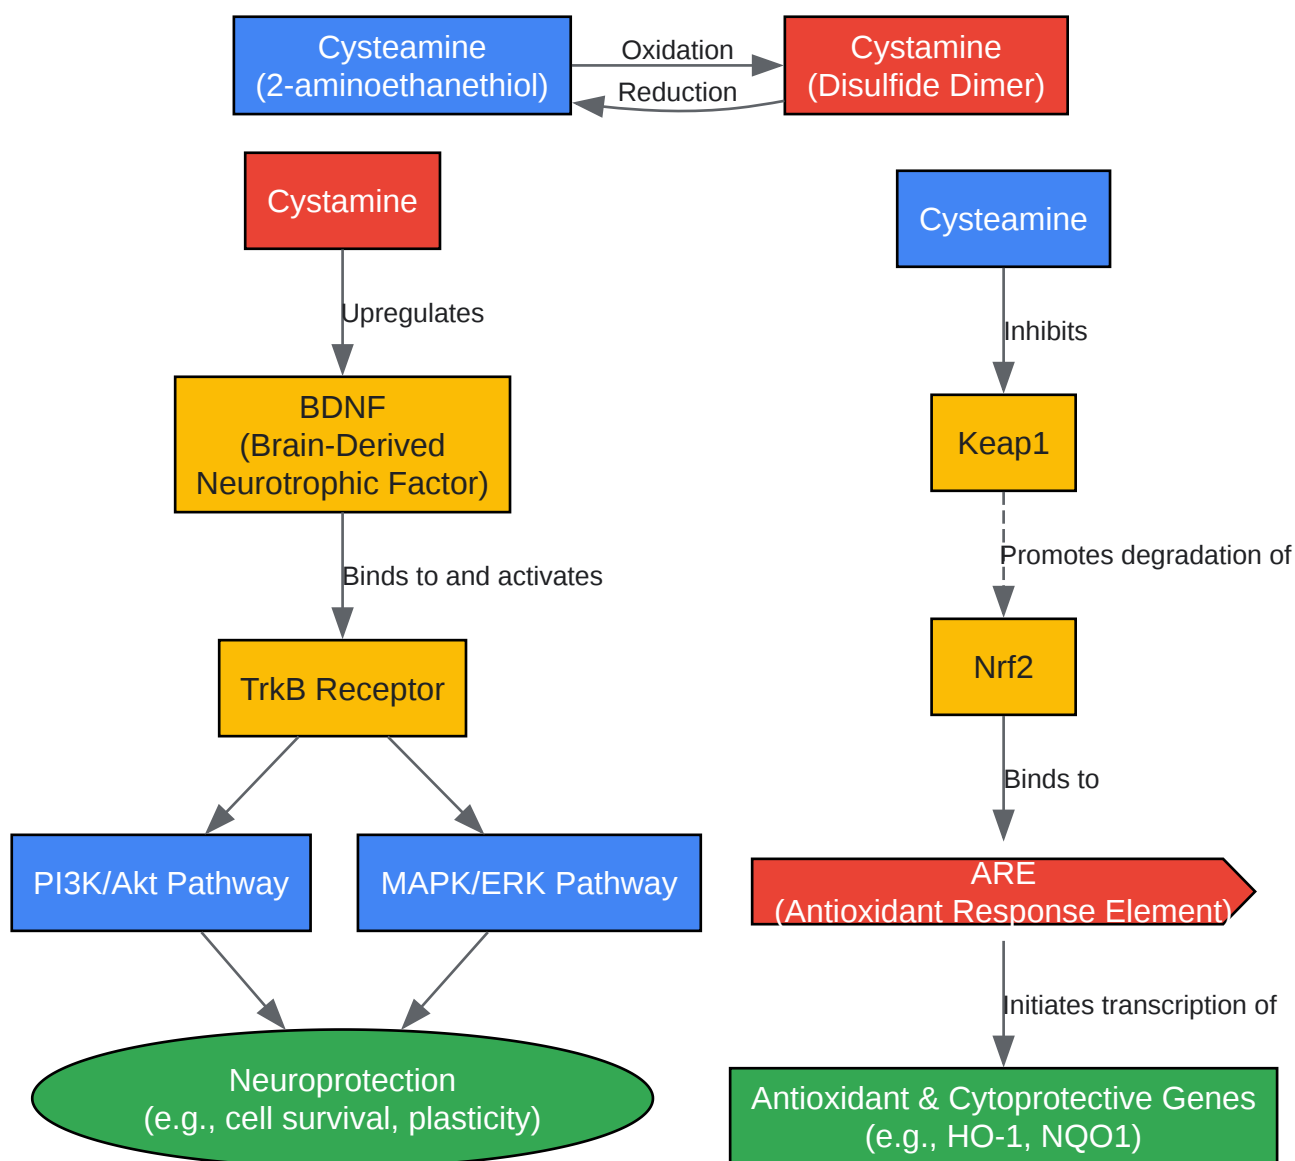 Cysteamine
(2-aminoethanethiol)
Oxidation
Reduction
Cystamine
(Disulfide Dimer)
Cystamine
Upregulates
BDNF
(Brain-Derived
Neurotrophic Factor)
Binds to and activates
TrkB Receptor
PI3K/Akt Pathway
MAPK/ERK Pathway
Neuroprotection
(e.g., cell survival, plasticity)
Cysteamine
Inhibits
Keap1
Promotes degradation of
Nrf2
Binds to
ARE
(Antioxidant Response Element)
Initiates transcription of
Antioxidant & Cytoprotective Genes
(e.g., HO-1, NQO1)